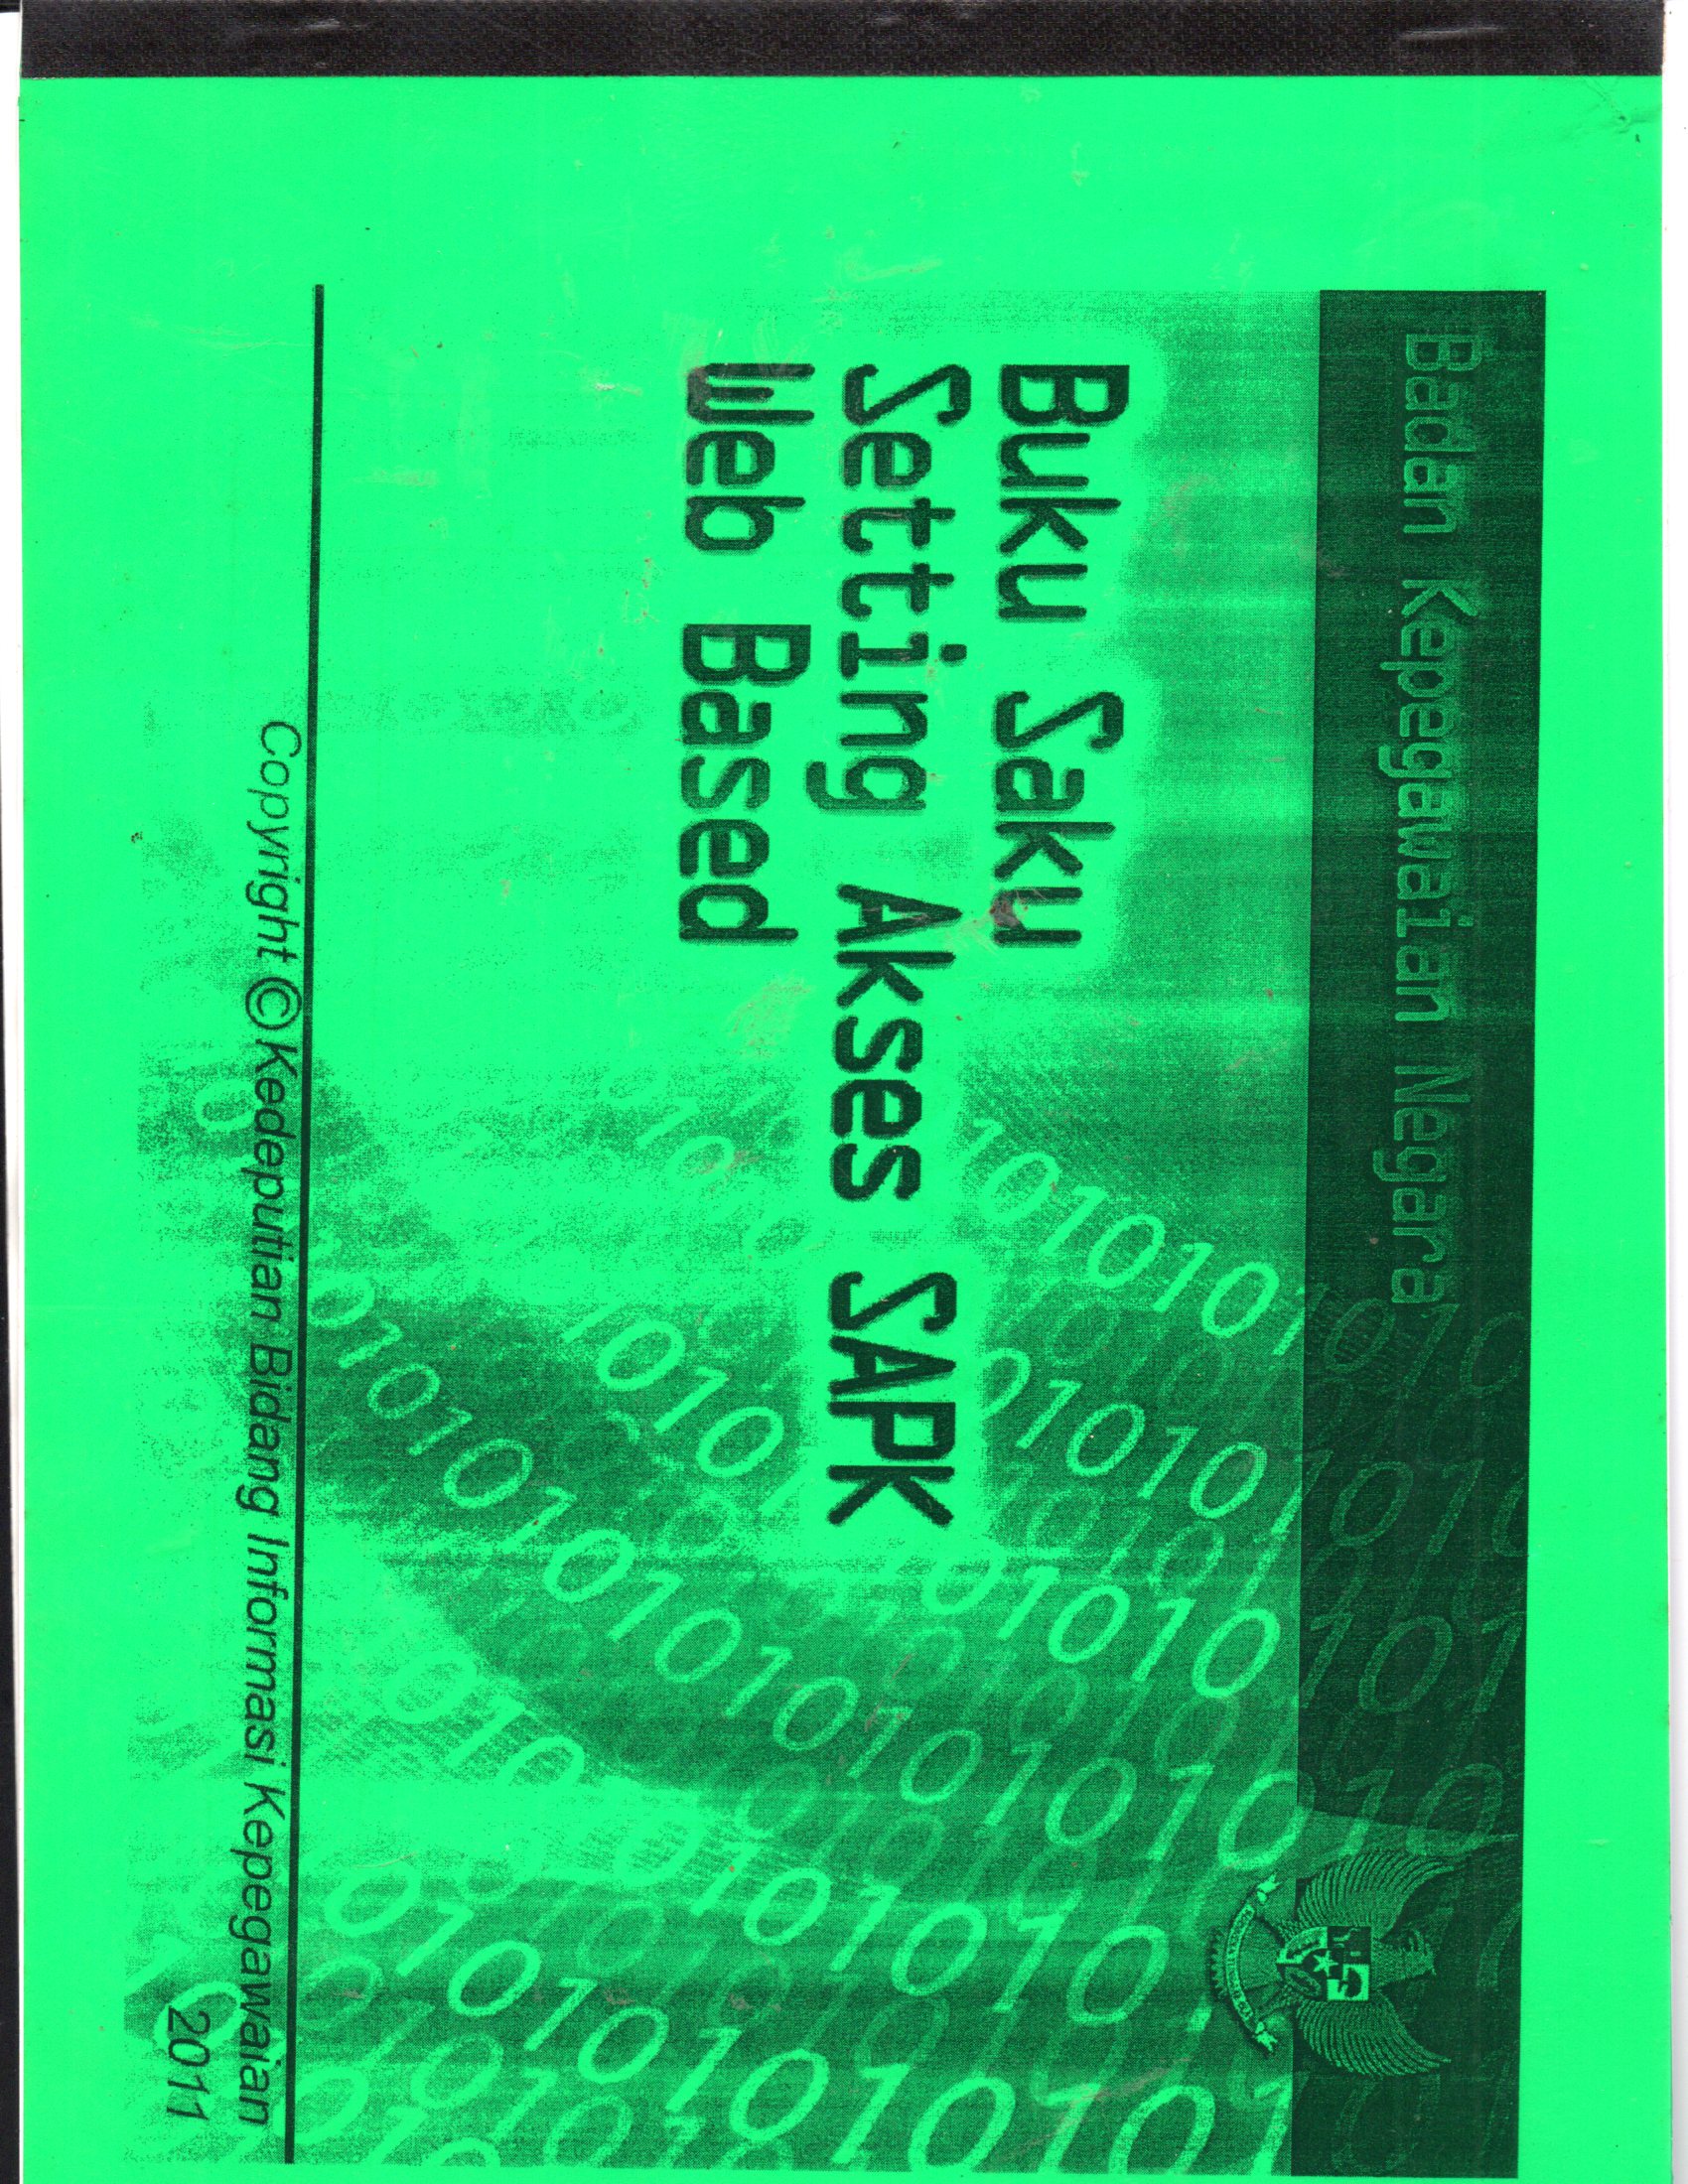 Badan Kepegawaian Negara
Buku Saku
Setting Akses SAPK
Web Based
Copyright © Kedeputian Bidang Informasi Kepegawaian
2011